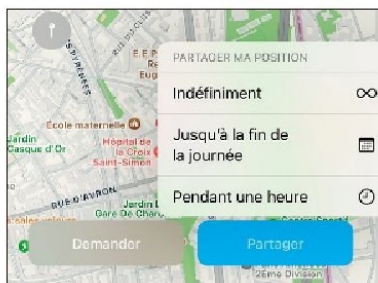 PARTAGER MA POSITION
Indéfiniment
Jusqu'à la fin de
la journée
Pendant une heure
École maternelle
Jardin
Casque d'Or
Hôpital de
la Croix
Saint-Simon
RUE D'AVRON
Jardin
Gare De Charo
Demander
Partager
2Ème Division